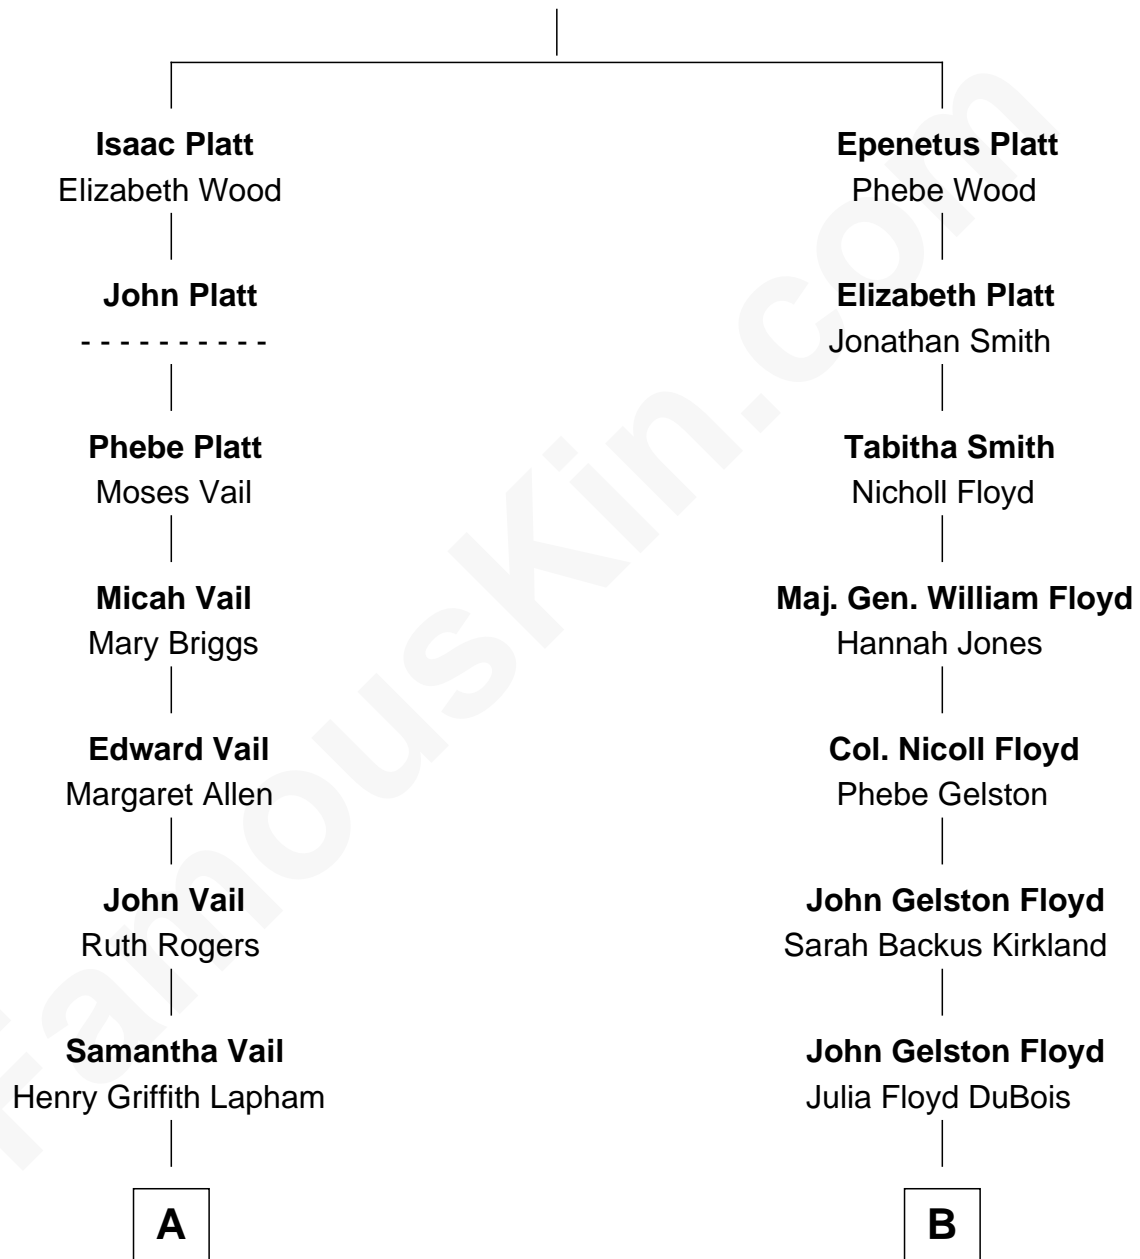 Isaac Platt
Elizabeth Wood
John Platt
- - - - - - - - - -
Phebe Platt
Moses Vail
Micah Vail
Mary Briggs
Edward Vail
Margaret Allen
John Vail
Ruth Rogers
Samantha Vail
Henry Griffith Lapham
A
Epenetus Platt
Phebe Wood
Elizabeth Platt
Jonathan Smith
Tabitha Smith
Nicholl Floyd
Maj. Gen. William Floyd
Hannah Jones
Col. Nicoll Floyd
Phebe Gelston
John Gelston Floyd
Sarah Backus Kirkland
John Gelston Floyd
Julia Floyd DuBois
B
FamousKin.com